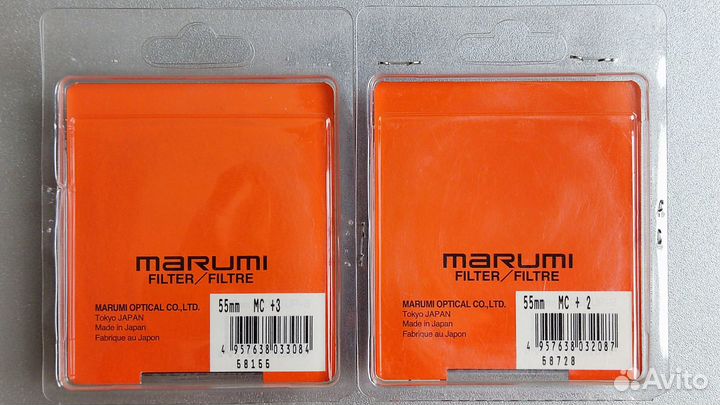 marumi
FILTER/FILTRE
MARUMI OPTICAL CO.,LTD.
Tokyo JAPAN
Made in Japan
Fabrique au Japon
55mm MC +3
4 957638 033084
58155
marumi
FILTER/FILTRE
MARUMI OPTICAL CO.,LTD.
Tokyo JAPAN
Made in Japan
Fabrique au Japon
55mm MC + 2
4 957638 032087
58728
Avito